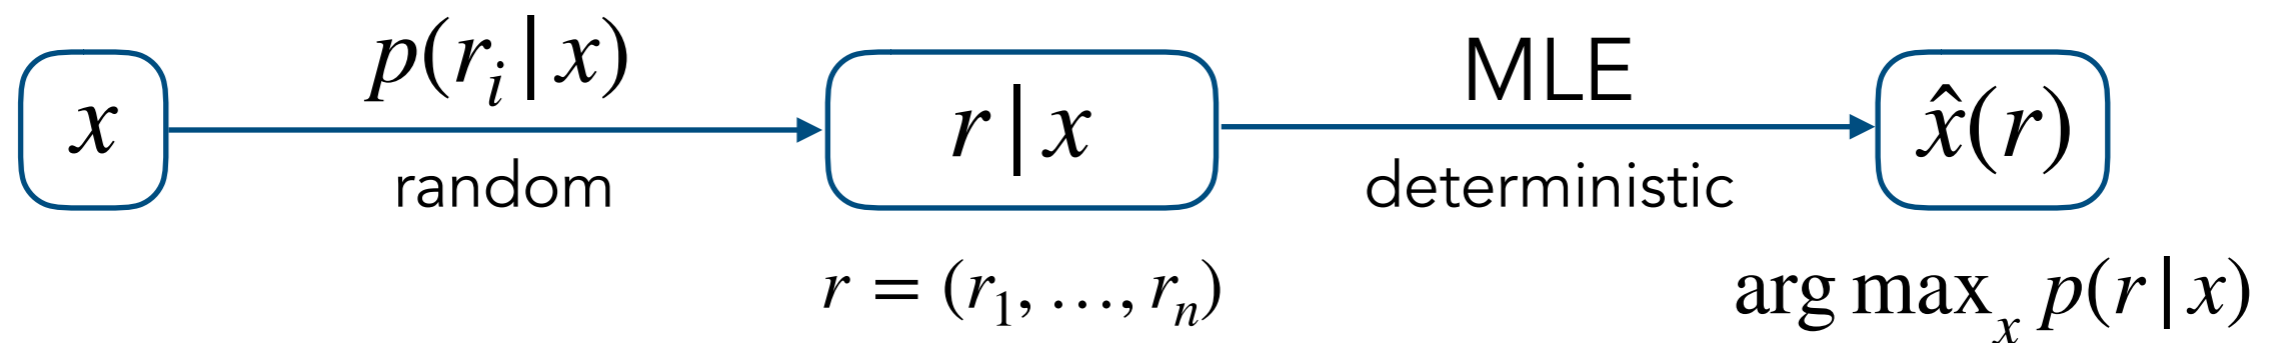 p(r_i | x)
MLE
x
r | x
x̂(r)
random
deterministic
r = (r_1, …, r_n)
arg max_x p(r | x)